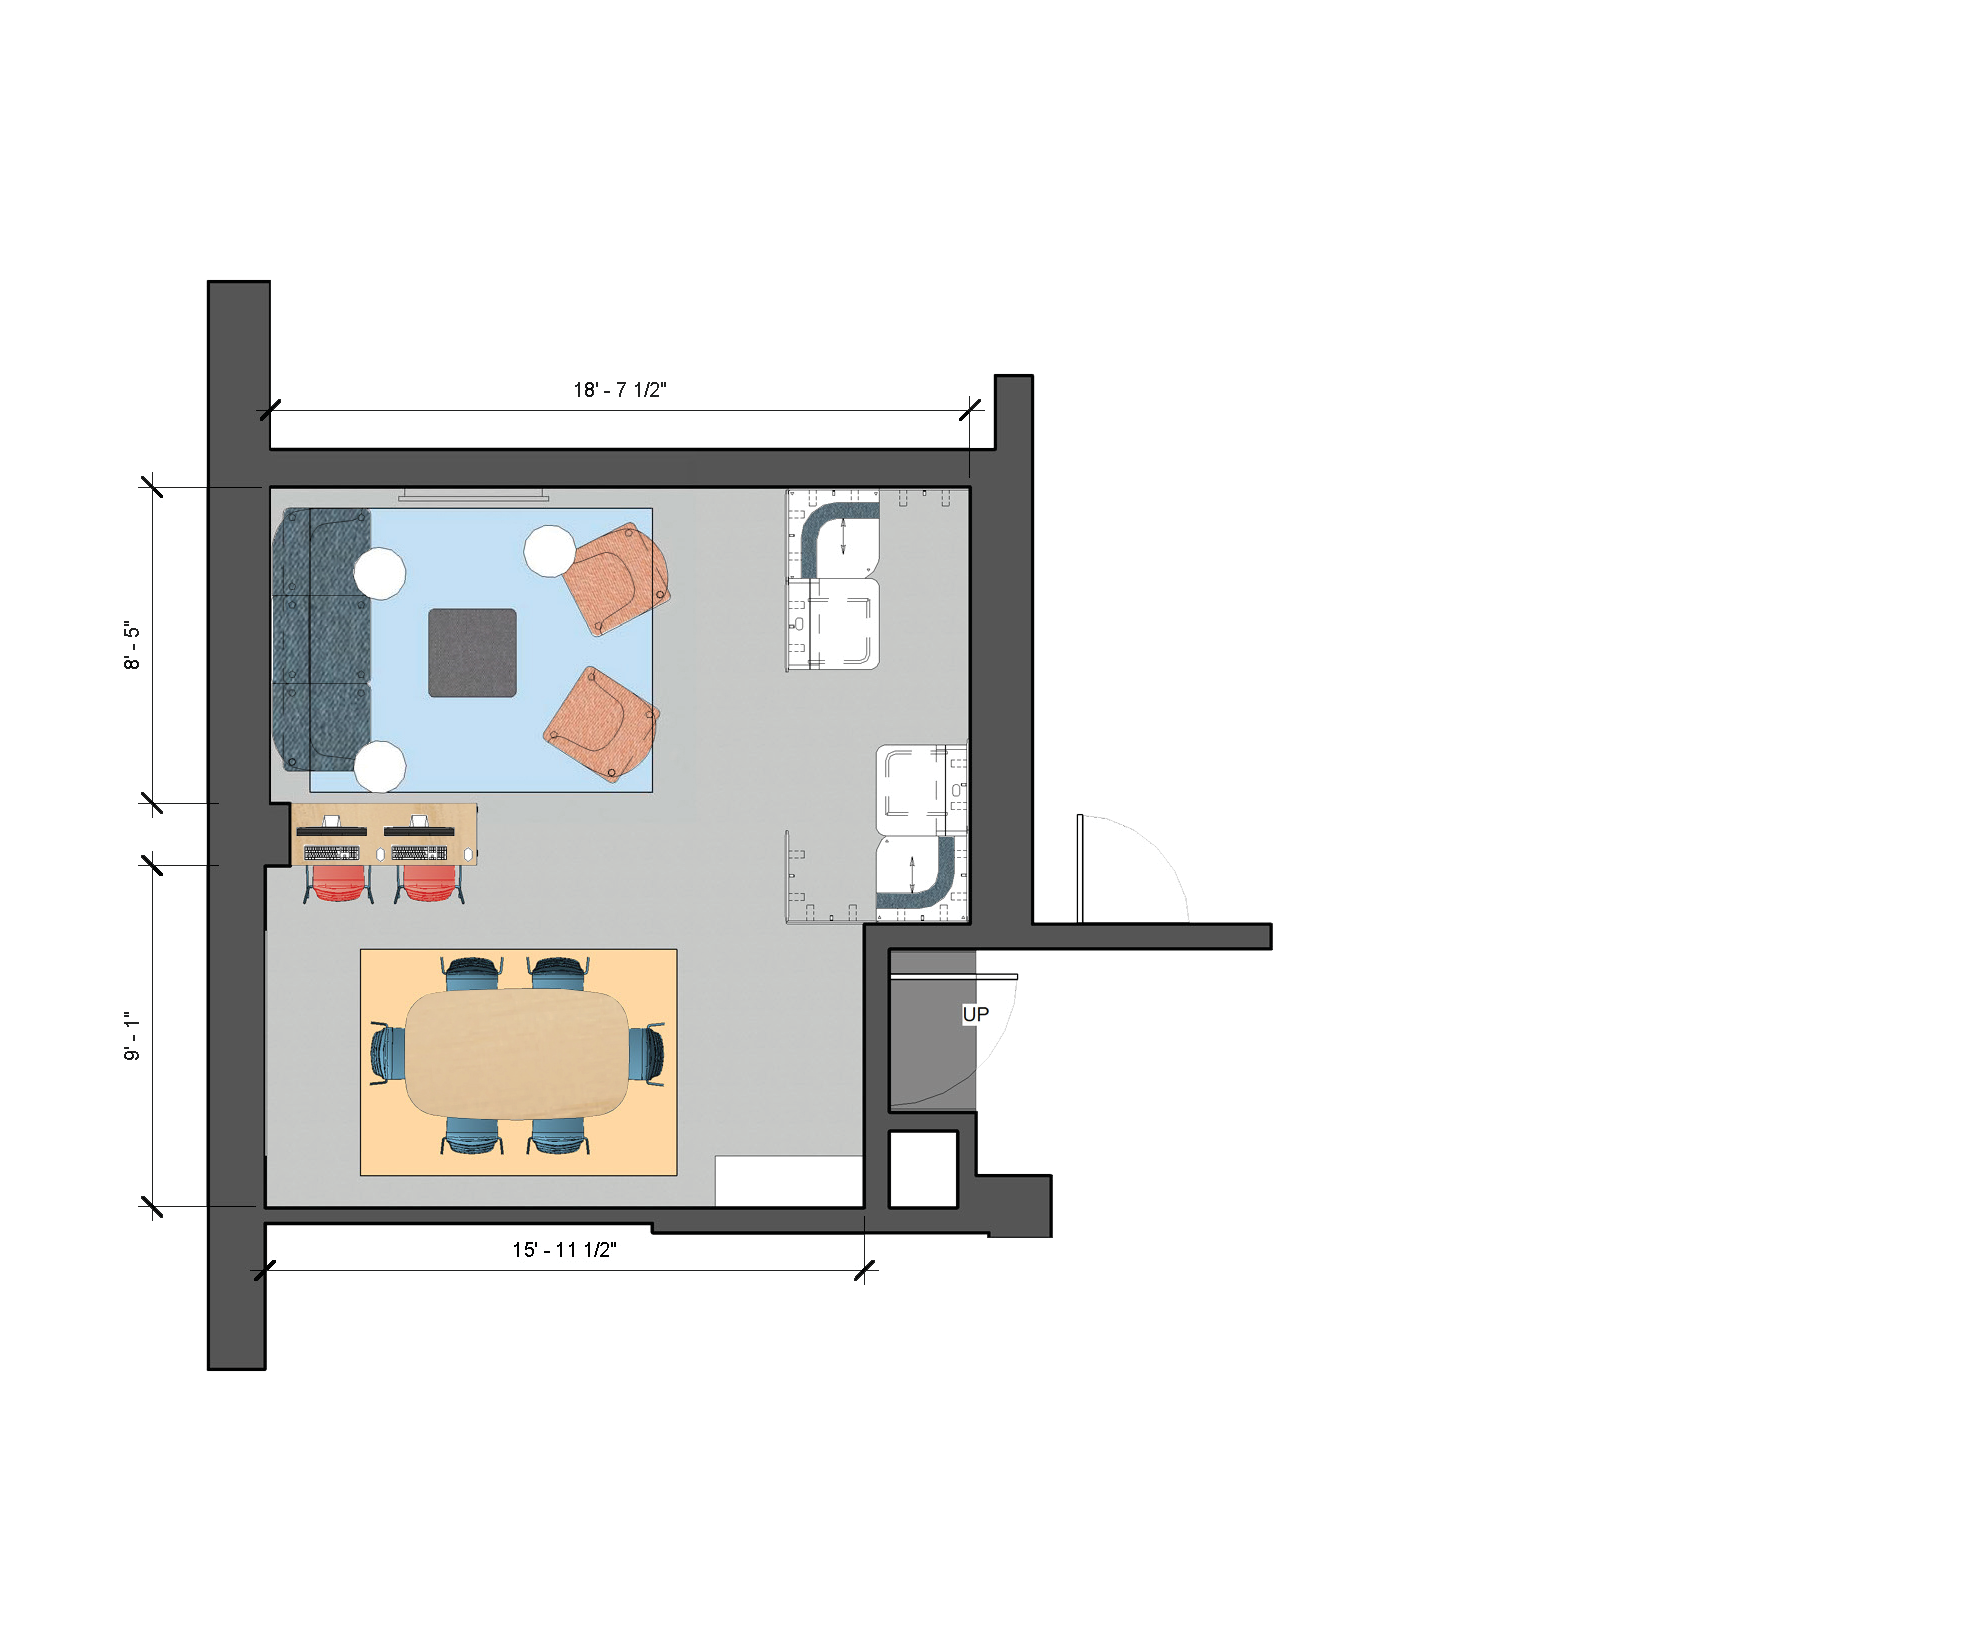 18' - 7 1/2"
8' - 5"
9' - 1"
UP
15' - 11 1/2"